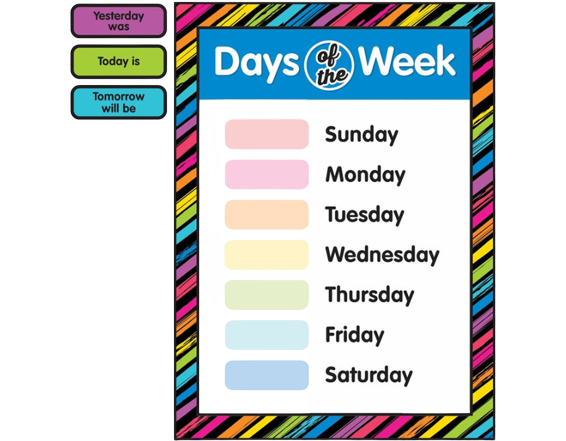 Yesterday
was
Today is
Tomorrow
will be
Days of the Week
Sunday
Monday
Tuesday
Wednesday
Thursday
Friday
Saturday